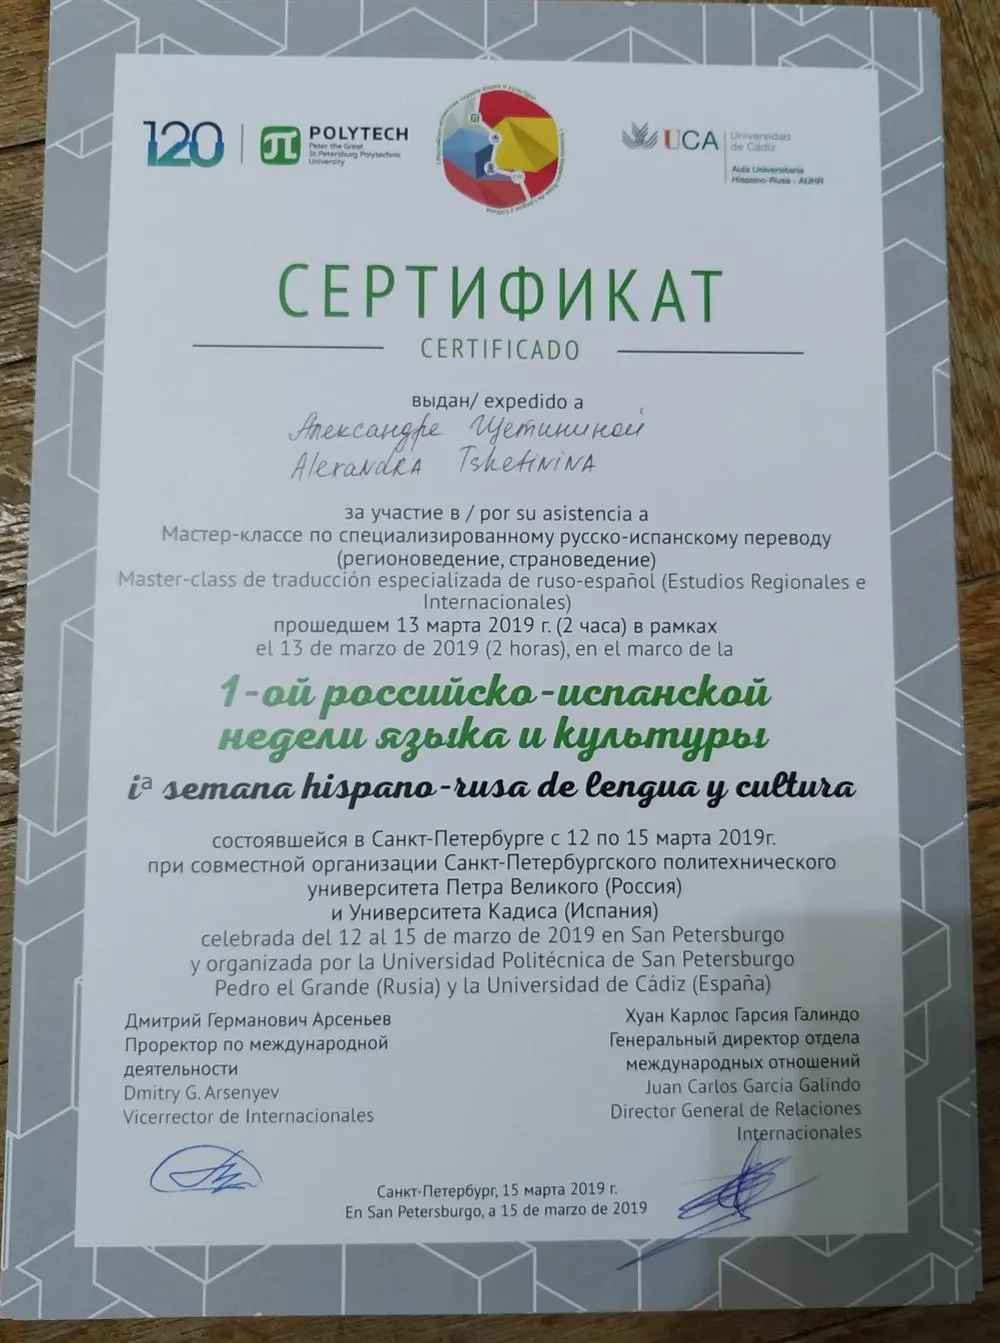 120
POLYTECH
Peter the Great
St.Petersburg Polytechnic
University
UCA
Universidad
de Cádiz
Aula Universitaria
Hispano-Rusa - AUHR
СЕРТИФИКАТ
CERTIFICADO
выдан/ expedido a
Александре Щетининой
Alexandra Tshetinina
за участие в / por su asistencia a
Мастер-классе по специализированному русско-испанскому переводу
(регионоведение, страноведение)
Master-class de traducción especializada de ruso-español (Estudios Regionales e
Internacionales)
прошедшем 13 марта 2019 г. (2 часа) в рамках
el 13 de marzo de 2019 (2 horas), en el marco de la
1-ой российско-испанской
недели языка и культуры
iª semana hispano-rusa de lengua y cultura
состоявшейся в Санкт-Петербурге с 12 по 15 марта 2019г.
при совместной организации Санкт-Петербургского политехнического
университета Петра Великого (Россия)
и Университета Кадиса (Испания)
celebrada del 12 al 15 de marzo de 2019 en San Petersburgo
y organizada por la Universidad Politécnica de San Petersburgo
Pedro el Grande (Rusia) y la Universidad de Cádiz (España)
Дмитрий Германович Арсеньев
Проректор по международной
деятельности
Dmitry G. Arsenyev
Vicerrector de Internacionales
Хуан Карлос Гарсия Галиндо
Генеральный директор отдела
международных отношений
Juan Carlos García Galindo
Director General de Relaciones
Internacionales
Санкт-Петербург, 15 марта 2019 г.
En San Petersburgo, a 15 de marzo de 2019